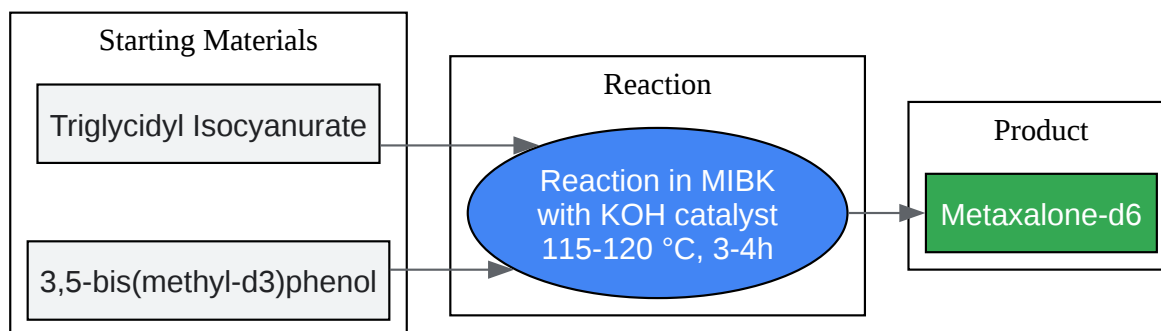 Starting Materials
Triglycidyl Isocyanurate
3,5-bis(methyl-d3)phenol
Reaction
Reaction in MIBK
with KOH catalyst
115-120 °C, 3-4h
Product
Metaxalone-d6